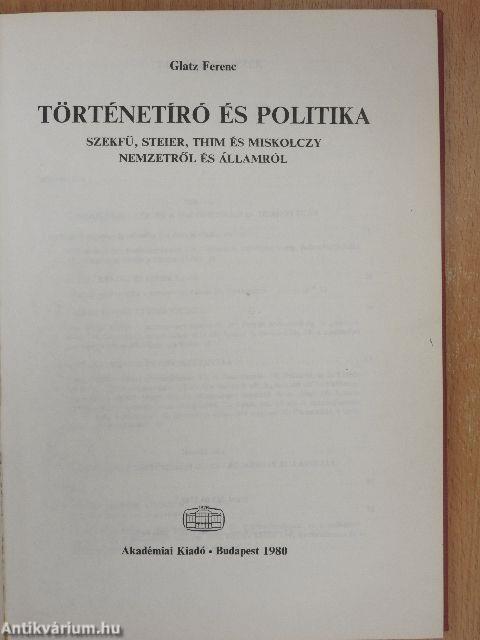 Glatz Ferenc
TÖRTÉNETÍRÓ ÉS POLITIKA
SZEKFŰ, STEIER, THIM ÉS MISKOLCZY
NEMZETRŐL ÉS ÁLLAMRÓL
Akadémiai Kiadó • Budapest 1980
Antikvárium.hu